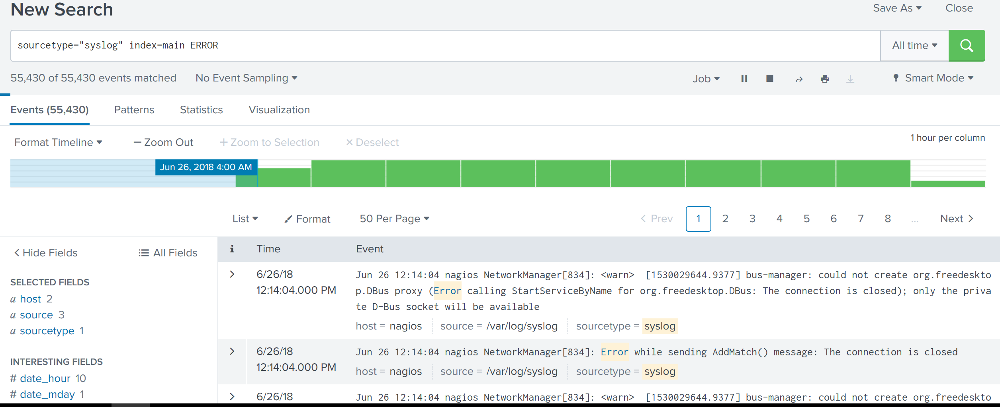 New Search
Save As Close
sourcetype="syslog" index=main ERROR
All time
55,430 of 55,430 events matched No Event Sampling
Job Smart Mode
Events (55,430) Patterns Statistics Visualization
Format Timeline — Zoom Out + Zoom to Selection × Deselect
1 hour per column
Jun 26, 2018 4:00 AM
List Format 50 Per Page
< Prev 1 2 3 4 5 6 7 8 ... Next >
< Hide Fields All Fields
SELECTED FIELDS
a host 2
a source 3
a sourcetype 1
INTERESTING FIELDS
# date_hour 10
# date_mday 1
i Time Event
> 6/26/18
12:14:04.000 PM
Jun 26 12:14:04 nagios NetworkManager[834]: <warn>  [1530029644.9377] bus-manager: could not create org.freedeskto
p.DBus proxy (Error calling StartServiceByName for org.freedesktop.DBus: The connection is closed); only the priva
te D-Bus socket will be available
host = nagios source = /var/log/syslog sourcetype = syslog
> 6/26/18
12:14:04.000 PM
Jun 26 12:14:04 nagios NetworkManager[834]: Error while sending AddMatch() message: The connection is closed
host = nagios source = /var/log/syslog sourcetype = syslog
> 6/26/18
Jun 26 12:14:04 nagios NetworkManager[834]: <warn>  [1530029644.9377] bus-manager: could not create org.freedeskto